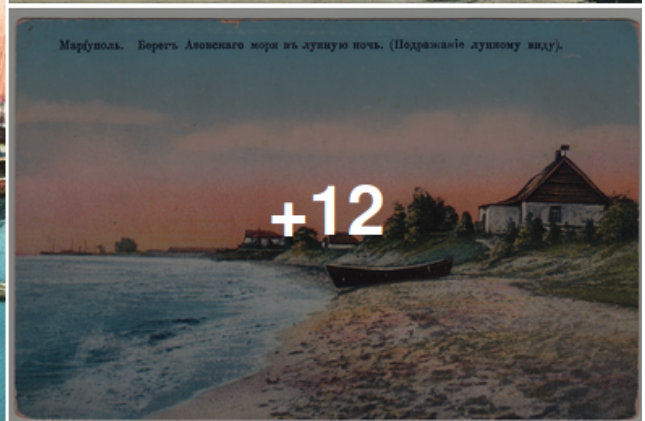 Маріуполь. Берегъ Азовскаго моря въ лунную ночь. (Подражаніе лунному виду).
+12